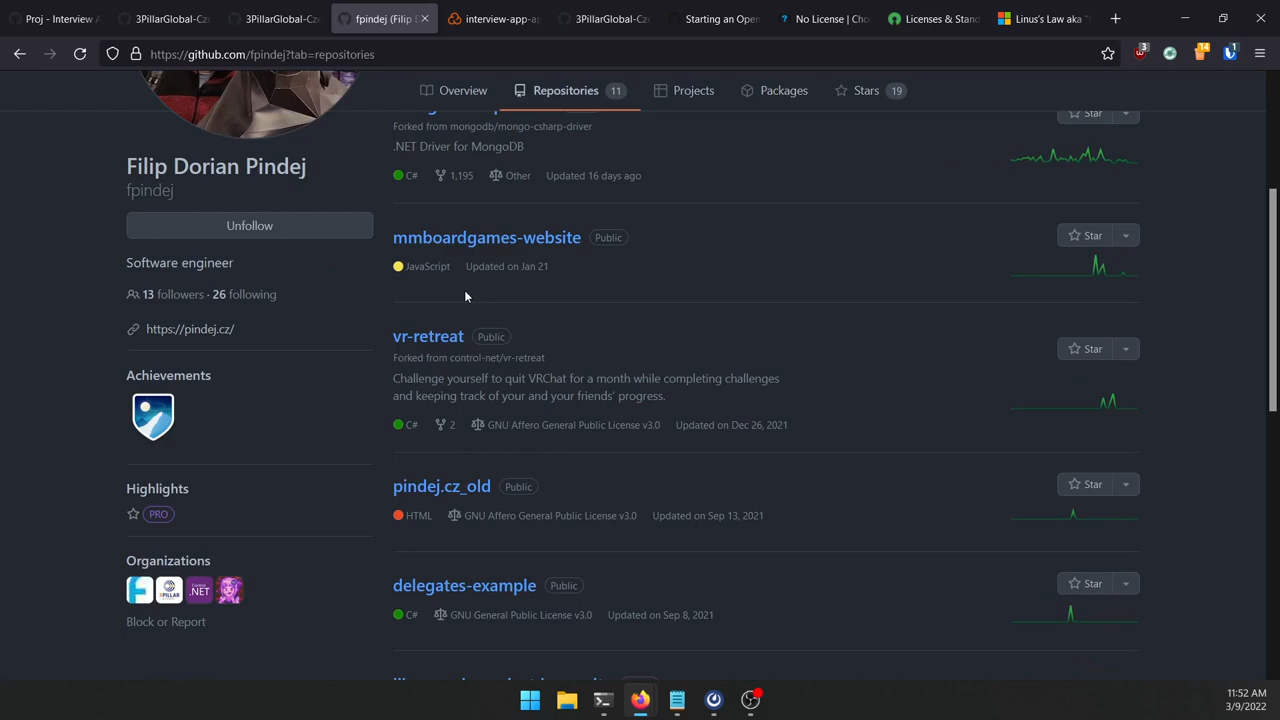 Proj - Interview A
3PillarGlobal-Cz
3PillarGlobal-Cz
fpindej (Filip D
interview-app-ap
3PillarGlobal-Cz
Starting an Open
No License | Cho
Licenses & Stand
Linus's Law aka "
https://github.com/fpindej?tab=repositories
3
14
1
Overview
Repositories 11
Projects
Packages
Stars 19
Filip Dorian Pindej
fpindej
Unfollow
Software engineer
13 followers · 26 following
https://pindej.cz/
Achievements
Highlights
PRO
Organizations
Block or Report
Forked from mongodb/mongo-csharp-driver
Star
.NET Driver for MongoDB
C# 1,195 Other Updated 16 days ago
mmboardgames-website Public
Star
JavaScript Updated on Jan 21
vr-retreat Public
Star
Forked from control-net/vr-retreat
Challenge yourself to quit VRChat for a month while completing challenges
and keeping track of your and your friends' progress.
C# 2 GNU Affero General Public License v3.0 Updated on Dec 26, 2021
pindej.cz_old Public
Star
HTML GNU Affero General Public License v3.0 Updated on Sep 13, 2021
delegates-example Public
Star
C# GNU General Public License v3.0 Updated on Sep 8, 2021
11:52 AM
3/9/2022